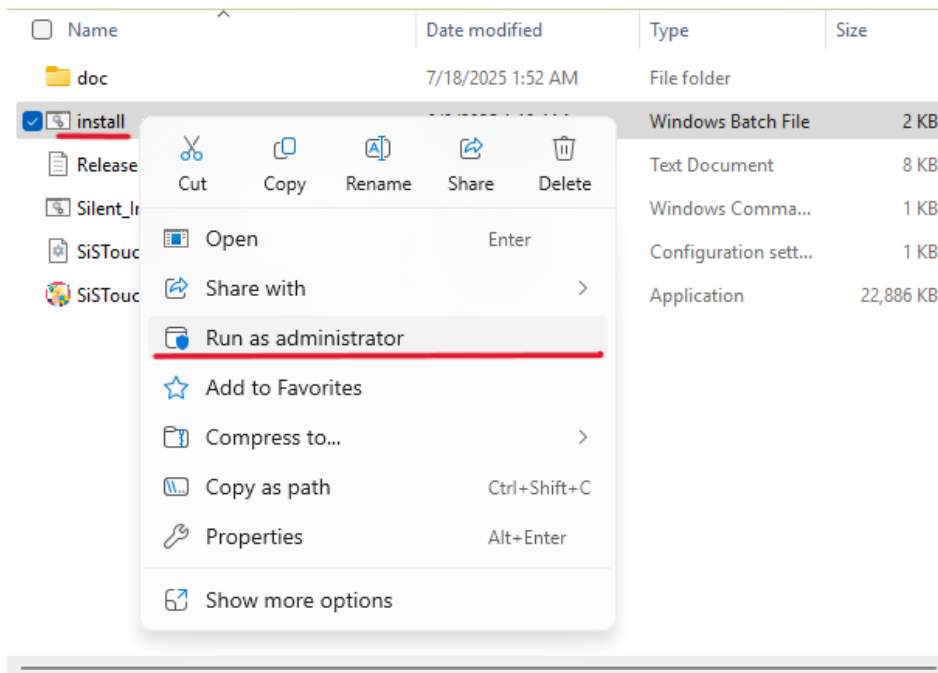 Name Date modified Type Size
doc 7/18/2025 1:52 AM File folder
install Windows Batch File 2 KB
Release Text Document 8 KB
Cut Copy Rename Share Delete
Silent_I Windows Comma... 1 KB
Open Enter
SiSTouc Configuration sett... 1 KB
Share with
SiSTouc Application 22,886 KB
Run as administrator
Add to Favorites
Compress to...
Copy as path Ctrl+Shift+C
Properties Alt+Enter
Show more options